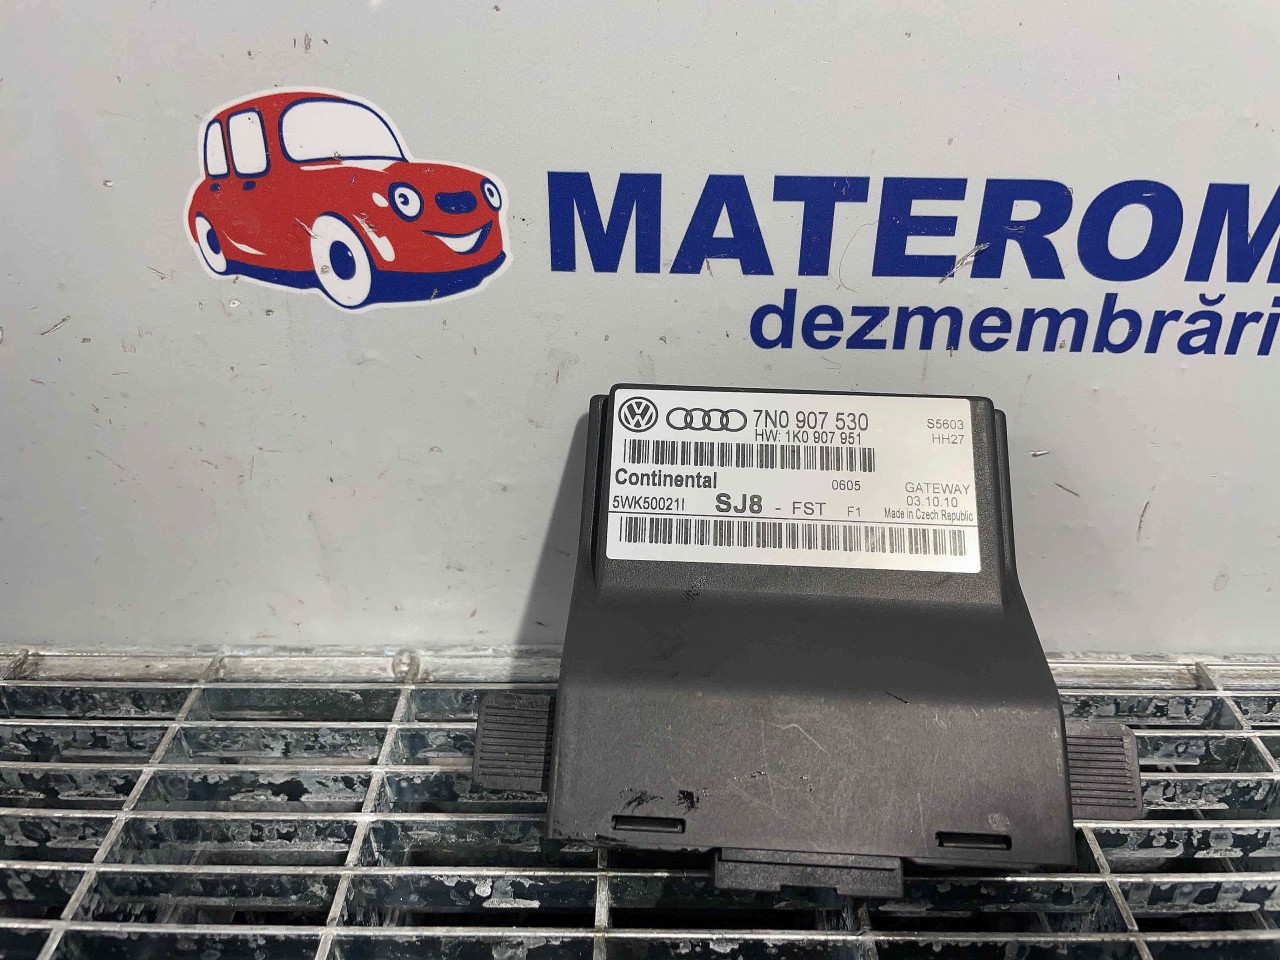 MATEROM
dezmembrări
7N0 907 530
HW: 1K0 907 951
S5603
HH27
Continental
0605
GATEWAY
5WK50021I
SJ8 - FST F1
03.10.10
Made in Czech Republic